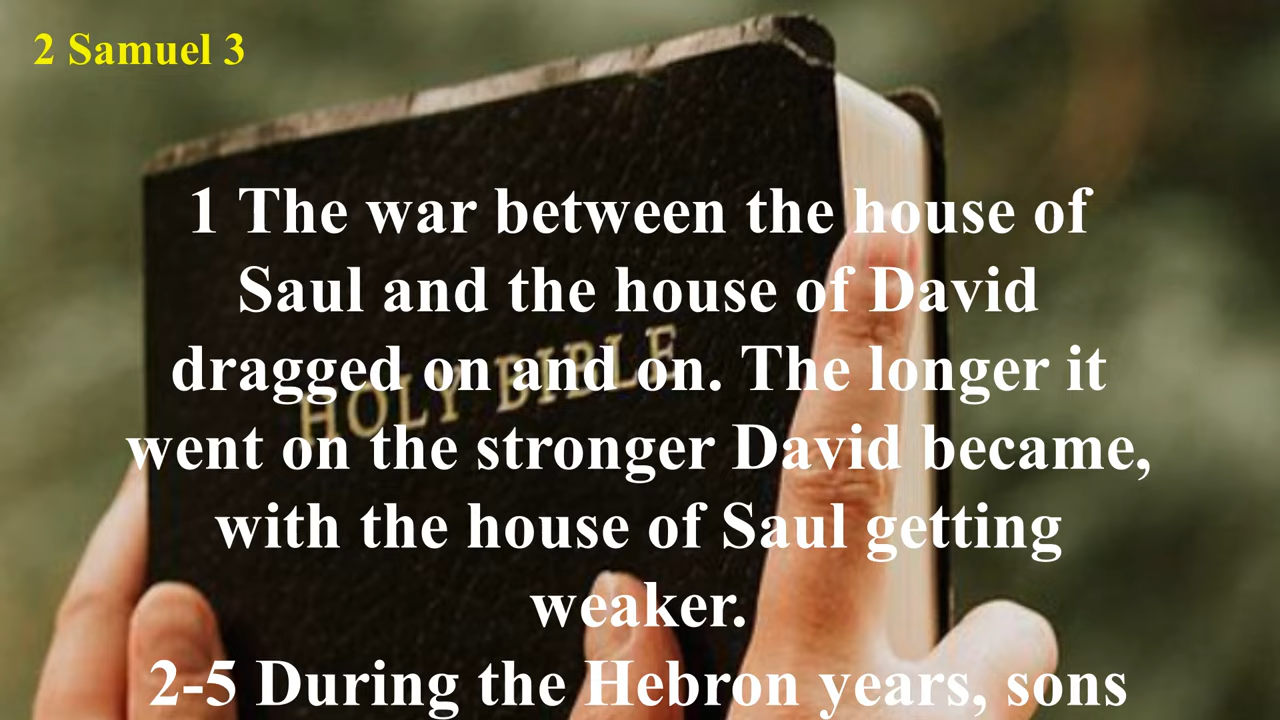 2 Samuel 3
1 The war between the house of
Saul and the house of David
dragged on and on. The longer it
went on the stronger David became,
with the house of Saul getting
weaker.
2-5 During the Hebron years, sons
HOLY BIBLE